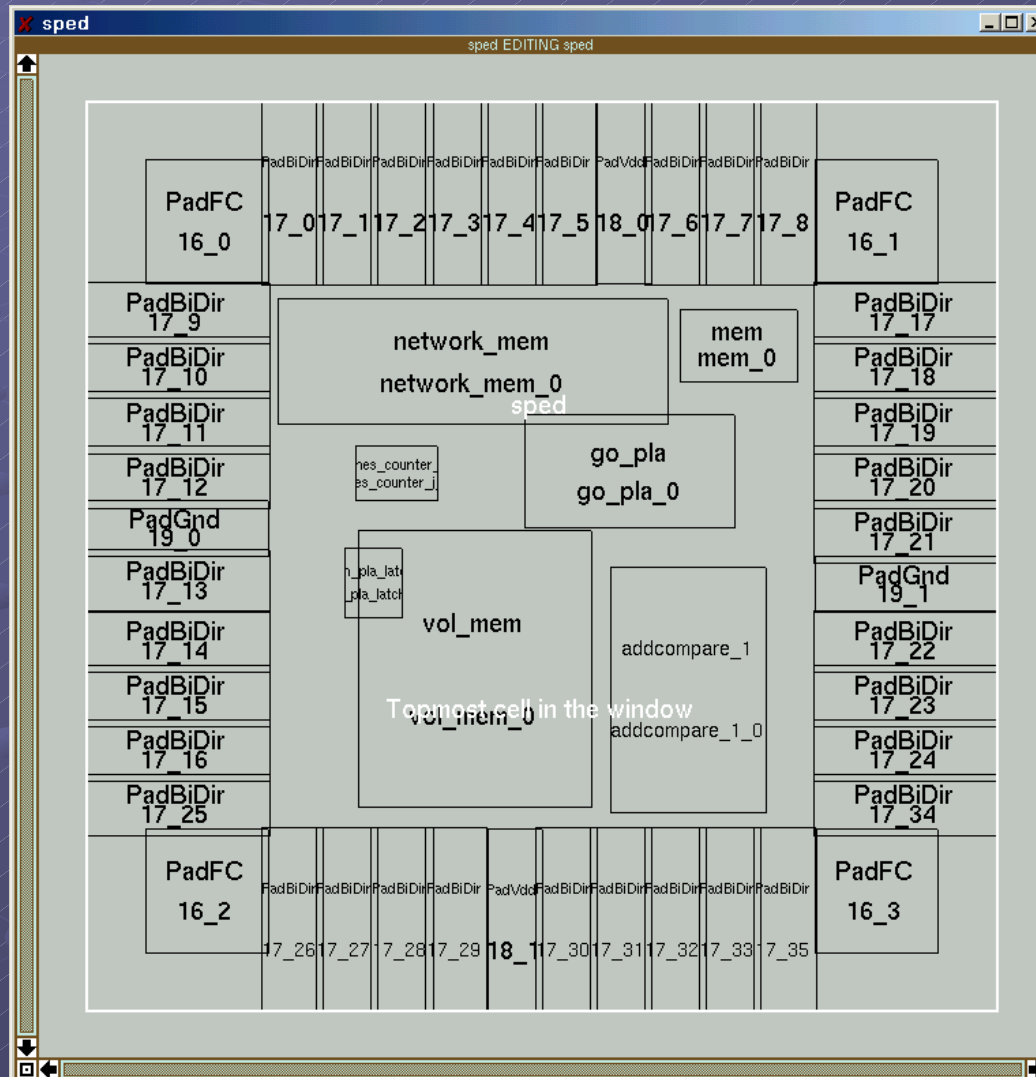 sped
sped EDITING sped
PadBiDir PadBiDir PadBiDir PadBiDir PadBiDir PadBiDir PadVdd PadBiDir PadBiDir PadBiDir
PadFC PadFC
16_0 17_0 17_1 17_2 17_3 17_4 17_5 18_0 17_6 17_7 17_8 16_1
PadBiDir PadBiDir
17_9 17_17
network_mem mem
network_mem_0 mem_0
PadBiDir PadBiDir
17_10 17_18
sped
PadBiDir PadBiDir
17_11 17_19
go_pla
go_pla_0
nes_counter_
es_counter_j
PadBiDir PadBiDir
17_12 17_20
PadGnd PadBiDir
19_0 17_21
PadBiDir PadGnd
17_13 19_1
_pla_lat
_pla_latch
vol_mem
addcompare_1
PadBiDir PadBiDir
17_14 17_22
PadBiDir PadBiDir
17_15 17_23
Topmost cell in the window
vol_mem_0
addcompare_1_0
PadBiDir PadBiDir
17_16 17_24
PadBiDir PadBiDir
17_25 17_34
PadFC PadFC
PadBiDir PadBiDir PadBiDir PadBiDir PadVdd PadBiDir PadBiDir PadBiDir PadBiDir PadBiDir
16_2 16_3
17_26 17_27 17_28 17_29 18_1 17_30 17_31 17_32 17_33 17_35